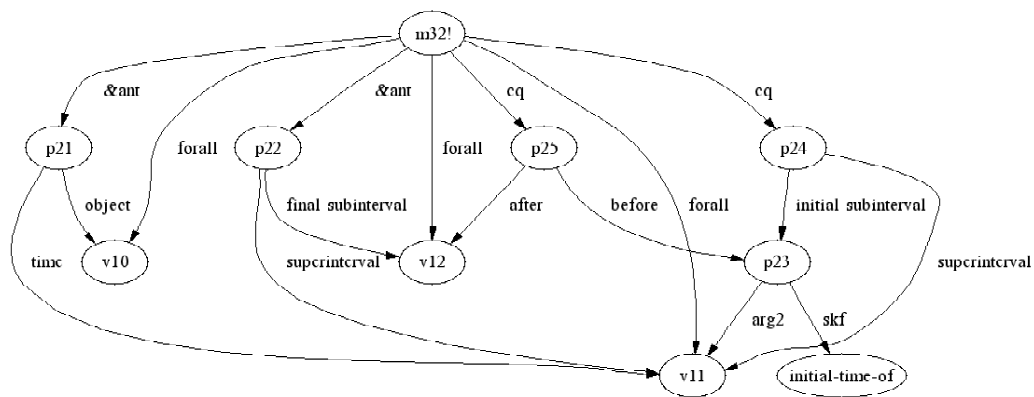 m32!
&ant
&ant
cq
cq
p21
forall
p22
forall
p25
p24
object
final subinterval
after
before
forall
initial subinterval
time
v10
superinterval
v12
p23
superinterval
arg2
skf
v11
initial-time-of